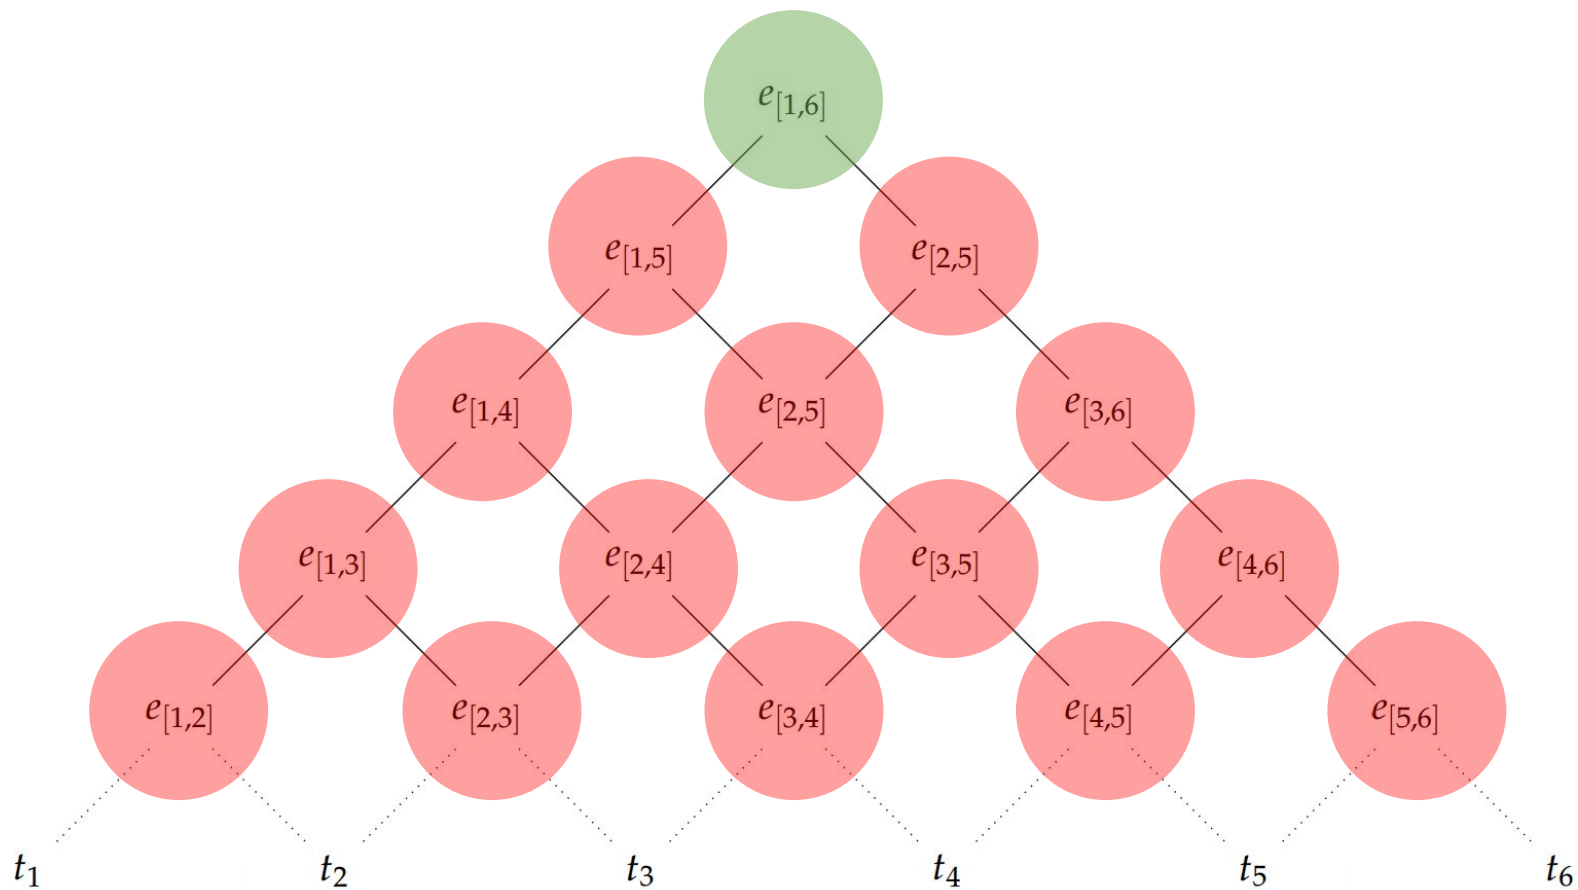 e[1,6]
e[1,5] e[2,5]
e[1,4] e[2,5] e[3,6]
e[1,3] e[2,4] e[3,5] e[4,6]
e[1,2] e[2,3] e[3,4] e[4,5] e[5,6]
t1 t2 t3 t4 t5 t6